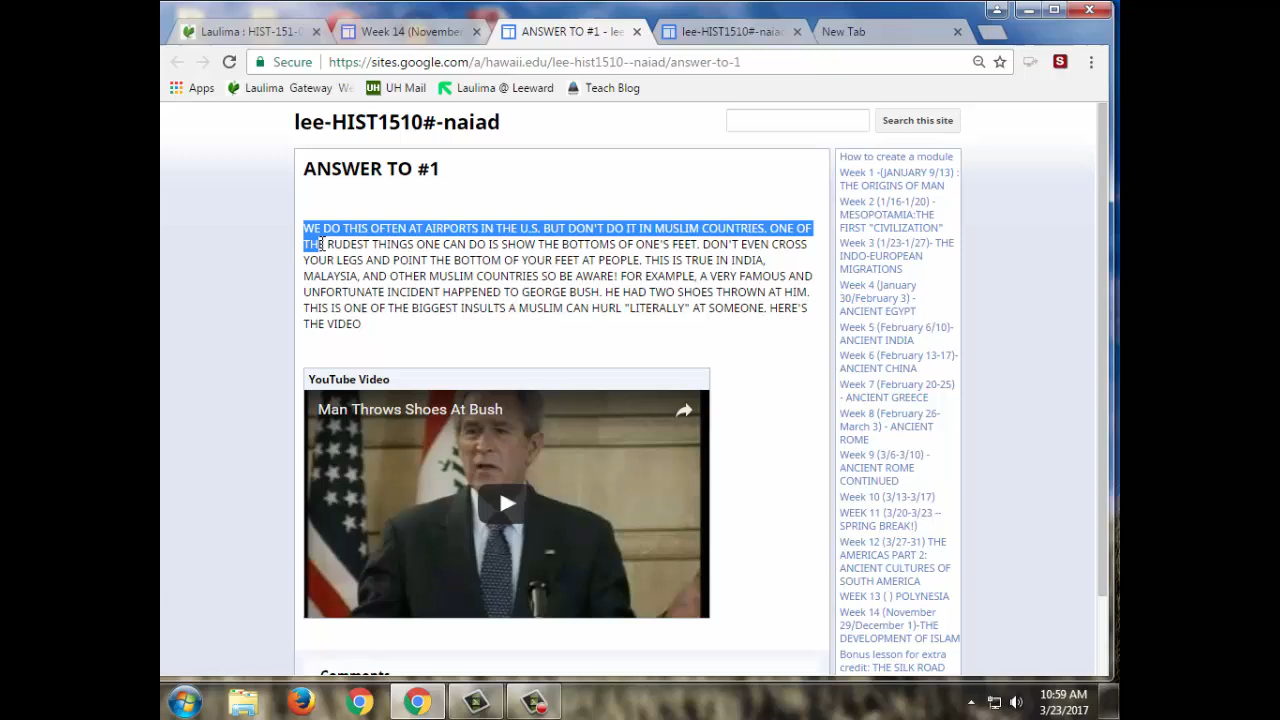 Laulima : HIST-151-0
Week 14 (Novembe
ANSWER TO #1 - lee
lee-HIST1510#-naia
New Tab
Secure
https://sites.google.com/a/hawaii.edu/lee-hist1510--naiad/answer-to-1
Apps
Laulima Gateway We
UH Mail
Laulima @ Leeward
Teach Blog
lee-HIST1510#-naiad
Search this site
ANSWER TO #1
WE DO THIS OFTEN AT AIRPORTS IN THE U.S. BUT DON'T DO IT IN MUSLIM COUNTRIES. ONE OF
THE RUDEST THINGS ONE CAN DO IS SHOW THE BOTTOMS OF ONE'S FEET. DON'T EVEN CROSS
YOUR LEGS AND POINT THE BOTTOM OF YOUR FEET AT PEOPLE. THIS IS TRUE IN INDIA,
MALAYSIA, AND OTHER MUSLIM COUNTRIES SO BE AWARE! FOR EXAMPLE, A VERY FAMOUS AND
UNFORTUNATE INCIDENT HAPPENED TO GEORGE BUSH. HE HAD TWO SHOES THROWN AT HIM.
THIS IS ONE OF THE BIGGEST INSULTS A MUSLIM CAN HURL "LITERALLY" AT SOMEONE. HERE'S
THE VIDEO
YouTube Video
Man Throws Shoes At Bush
Comments
How to create a module
Week 1 -(JANUARY 9/13) :
THE ORIGINS OF MAN
Week 2 (1/16-1/20) -
MESOPOTAMIA:THE
FIRST "CIVILIZATION"
Week 3 (1/23-1/27)- THE
INDO-EUROPEAN
MIGRATIONS
Week 4 (January
30/February 3) -
ANCIENT EGYPT
Week 5 (February 6/10)-
ANCIENT INDIA
Week 6 (February 13-17)-
ANCIENT CHINA
Week 7 (February 20-25)
- ANCIENT GREECE
Week 8 (February 26-
March 3) - ANCIENT
ROME
Week 9 (3/6-3/10) -
ANCIENT ROME
CONTINUED
Week 10 (3/13-3/17)
WEEK 11 (3/20-3/23 --
SPRING BREAK!)
Week 12 (3/27-31) THE
AMERICAS PART 2:
ANCIENT CULTURES OF
SOUTH AMERICA
WEEK 13 ( ) POLYNESIA
Week 14 (November
29/December 1)-THE
DEVELOPMENT OF ISLAM
Bonus lesson for extra
credit: THE SILK ROAD
10:59 AM
3/23/2017